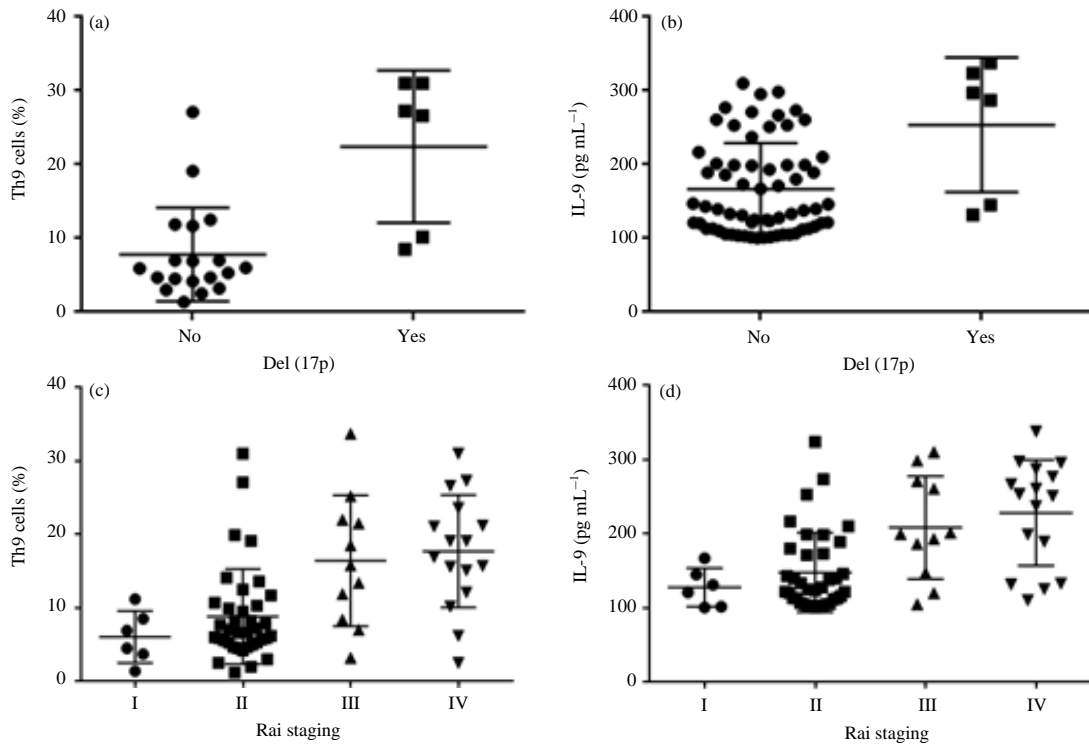 (a)
Th9 cells (%)
40
30
20
10
0
No
Yes
Del (17p)
(b)
IL-9 (pg mL⁻¹)
400
300
200
100
0
No
Yes
Del (17p)
(c)
Th9 cells (%)
40
30
20
10
0
I
II
III
IV
Rai staging
(d)
IL-9 (pg mL⁻¹)
400
300
200
100
0
I
II
III
IV
Rai staging